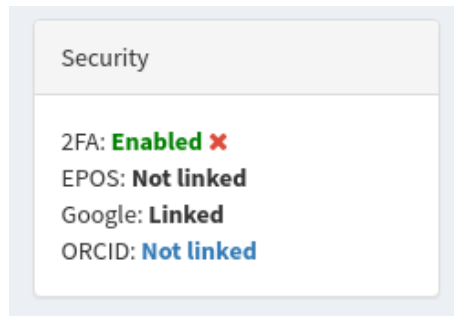 Security
2FA: Enabled ✖
EPOS: Not linked
Google: Linked
ORCID: Not linked